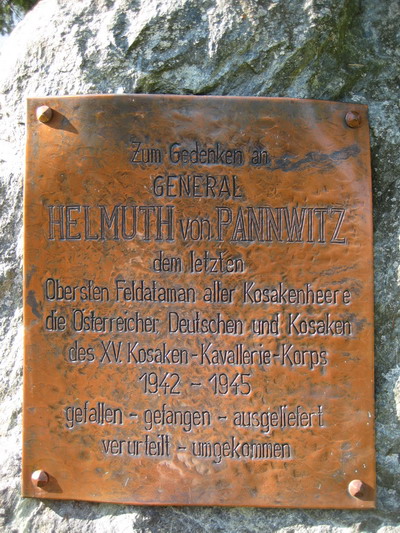 Zum Gedenken an
GENERAL
HELMUTH von PANNWITZ
dem letzten
Obersten Feldataman aller Kosakenheere
die Österreicher, Deutschen und Kosaken
des XV. Kosaken-Kavallerie-Korps
1942 - 1945
gefallen - gefangen - ausgeliefert
verurteilt - umgekommen